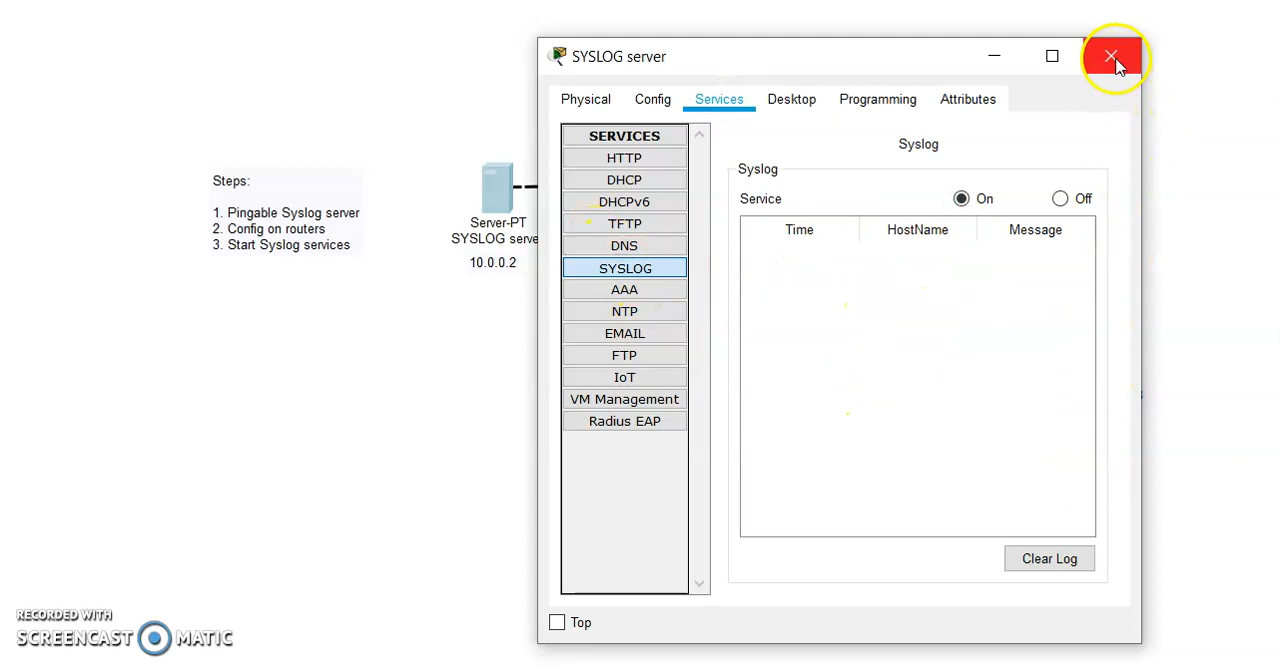 Steps:
1. Pingable Syslog server
2. Config on routers
3. Start Syslog services
Server-PT
SYSLOG serve
10.0.0.2
SYSLOG server
Physical Config Services Desktop Programming Attributes
SERVICES
HTTP
DHCP
DHCPv6
TFTP
DNS
SYSLOG
AAA
NTP
EMAIL
FTP
IoT
VM Management
Radius EAP
Syslog
Syslog
Service On Off
Time HostName Message
Clear Log
Top
RECORDED WITH
SCREENCAST MATIC